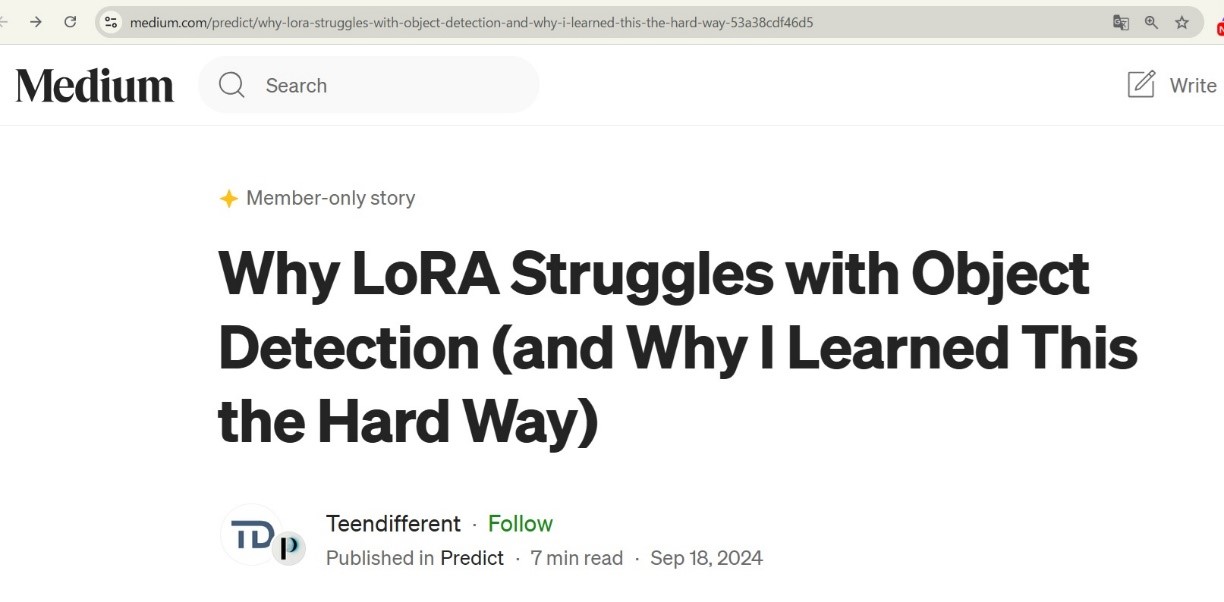 medium.com/predict/why-lora-struggles-with-object-detection-and-why-i-learned-this-the-hard-way-53a38cdf46d5
Medium
Search
Write
Member-only story
Why LoRA Struggles with Object
Detection (and Why I Learned This
the Hard Way)
TD
p
Teendifferent · Follow
Published in Predict · 7 min read · Sep 18, 2024